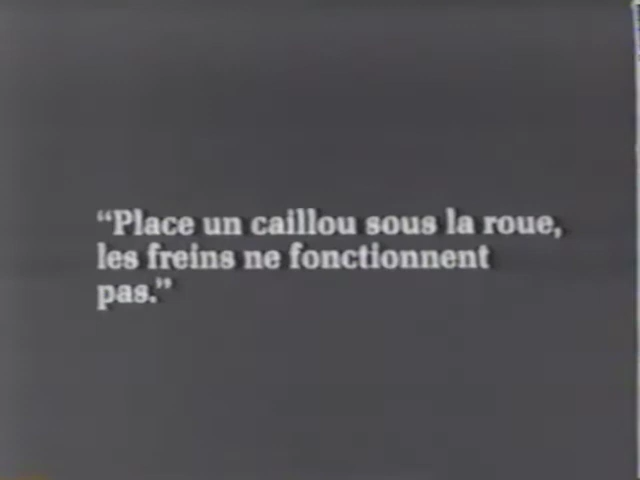 “Place un caillou sous la roue,
les freins ne fonctionnent
pas.”